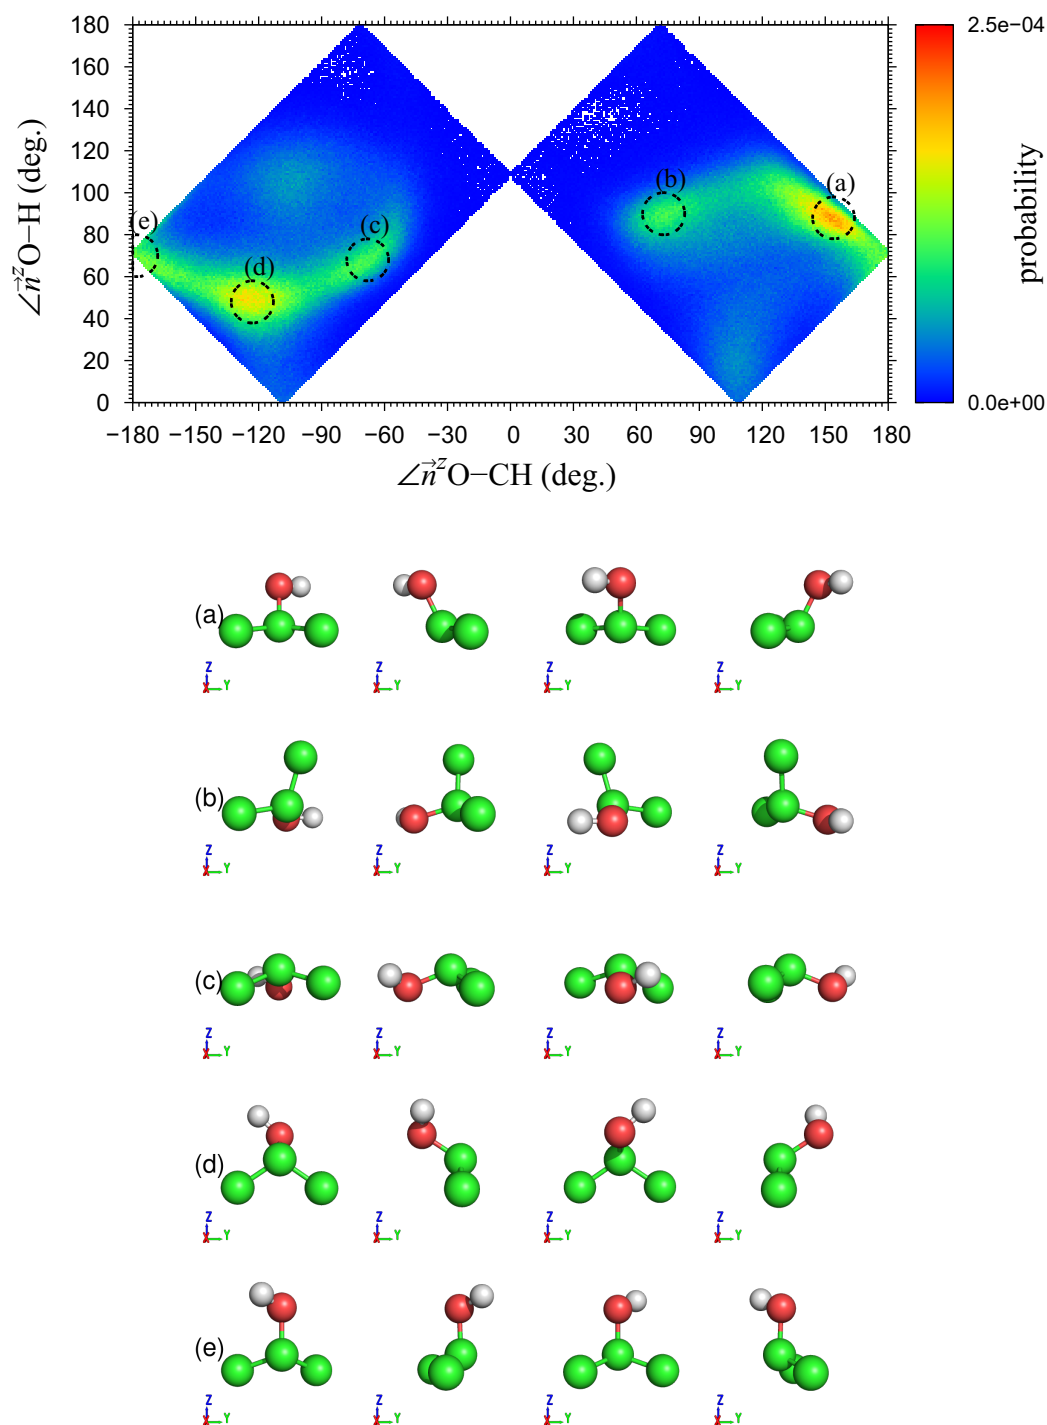 180
160
140
120
100
80
60
40
20
0
∠n⃗ᶻO−H (deg.)
(e)
(d)
(c)
(b)
(a)
−180 −150 −120 −90 −60 −30 0 30 60 90 120 150 180
∠n⃗ᶻO−CH (deg.)
2.5e−04
0.0e+00
probability
(a)
Z X Y Z X Y Z X Y Z X Y
(b)
Z X Y Z X Y Z X Y Z X Y
(c)
Z X Y Z X Y Z X Y Z X Y
(d)
Z X Y Z X Y Z X Y Z X Y
(e)
Z X Y Z X Y Z X Y Z X Y